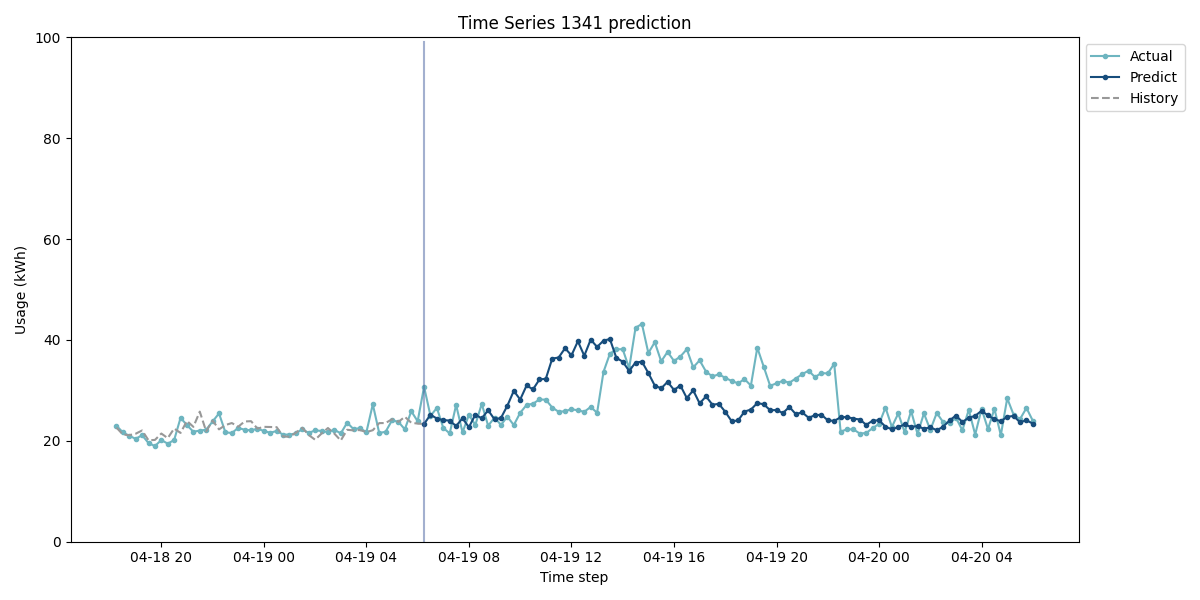 Time Series 1341 prediction
Usage (kWh)
100
80
60
40
20
0
04-18 20
04-19 00
04-19 04
04-19 08
04-19 12
04-19 16
04-19 20
04-20 00
04-20 04
Time step
Actual
Predict
History